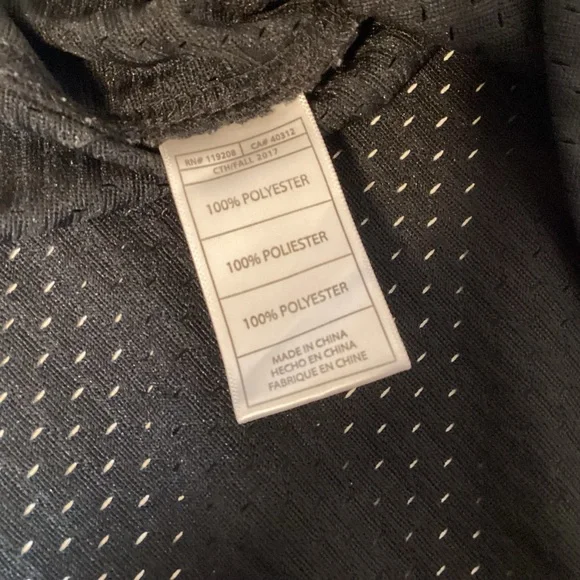 RN# 119208 CA# 40312
CTH/FALL 2017
100% POLYESTER
100% POLIESTER
100% POLYESTER
MADE IN CHINA
HECHO EN CHINA
FABRIQUE EN CHINE